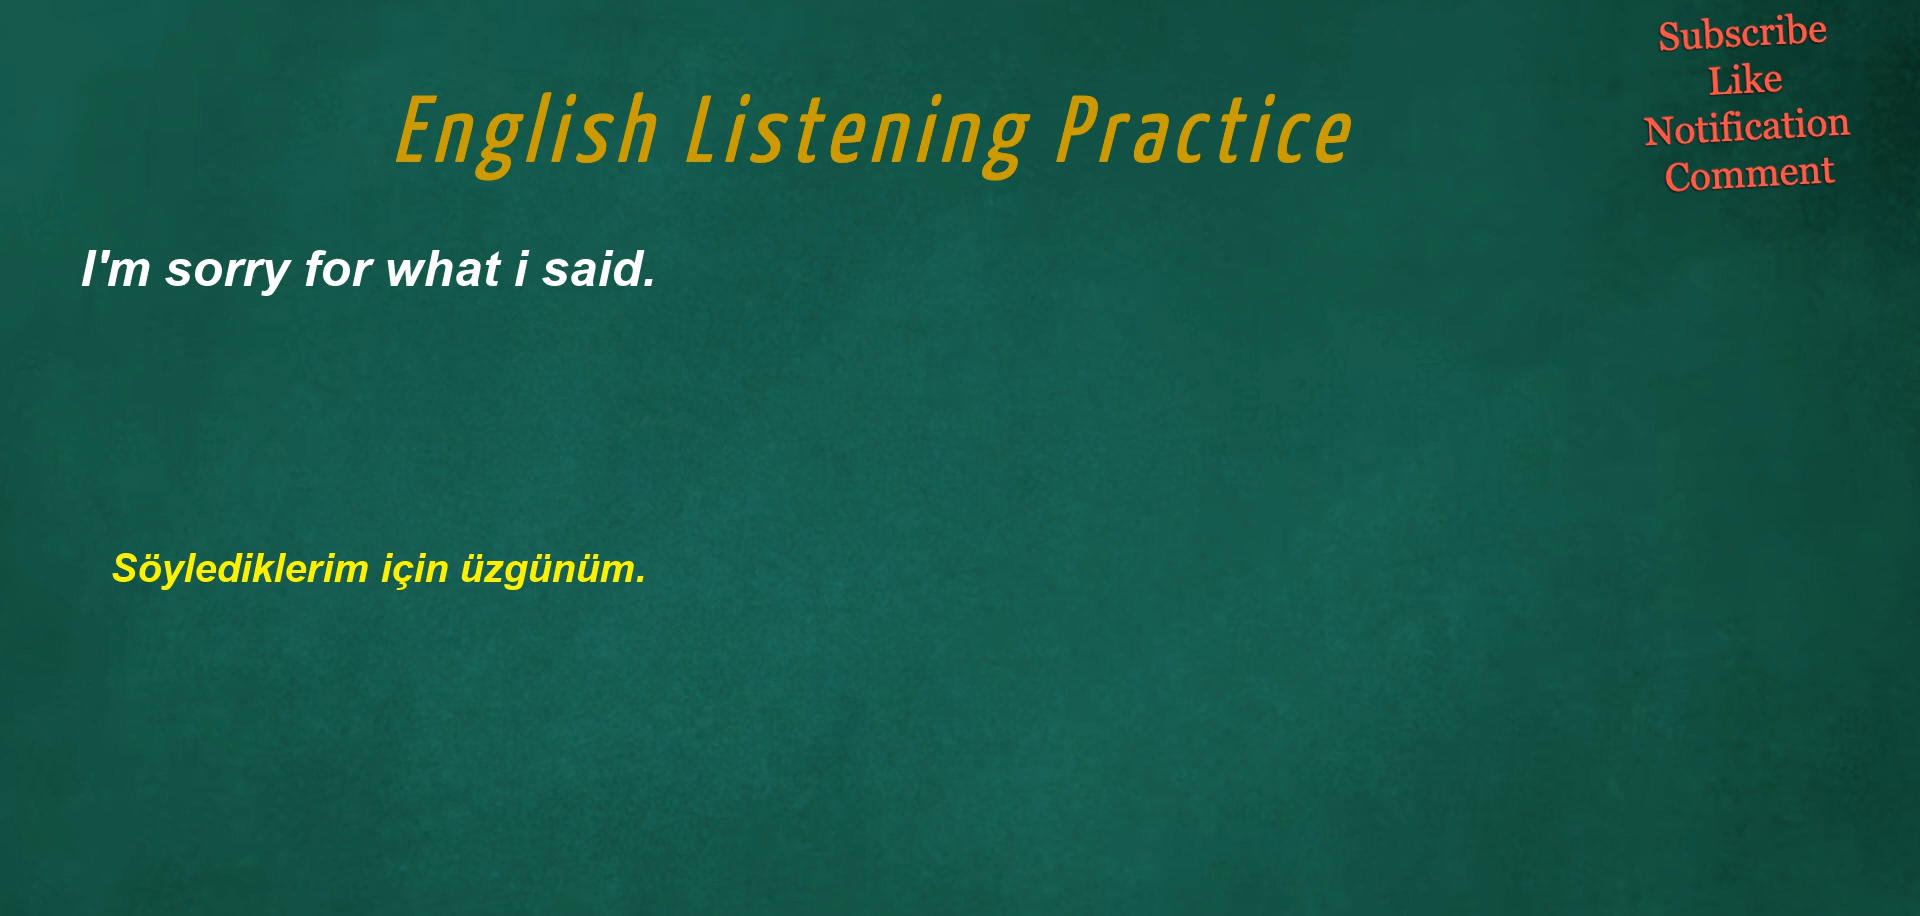 English Listening Practice
Subscribe
Like
Notification
Comment
I'm sorry for what i said.
Söylediklerim için üzgünüm.